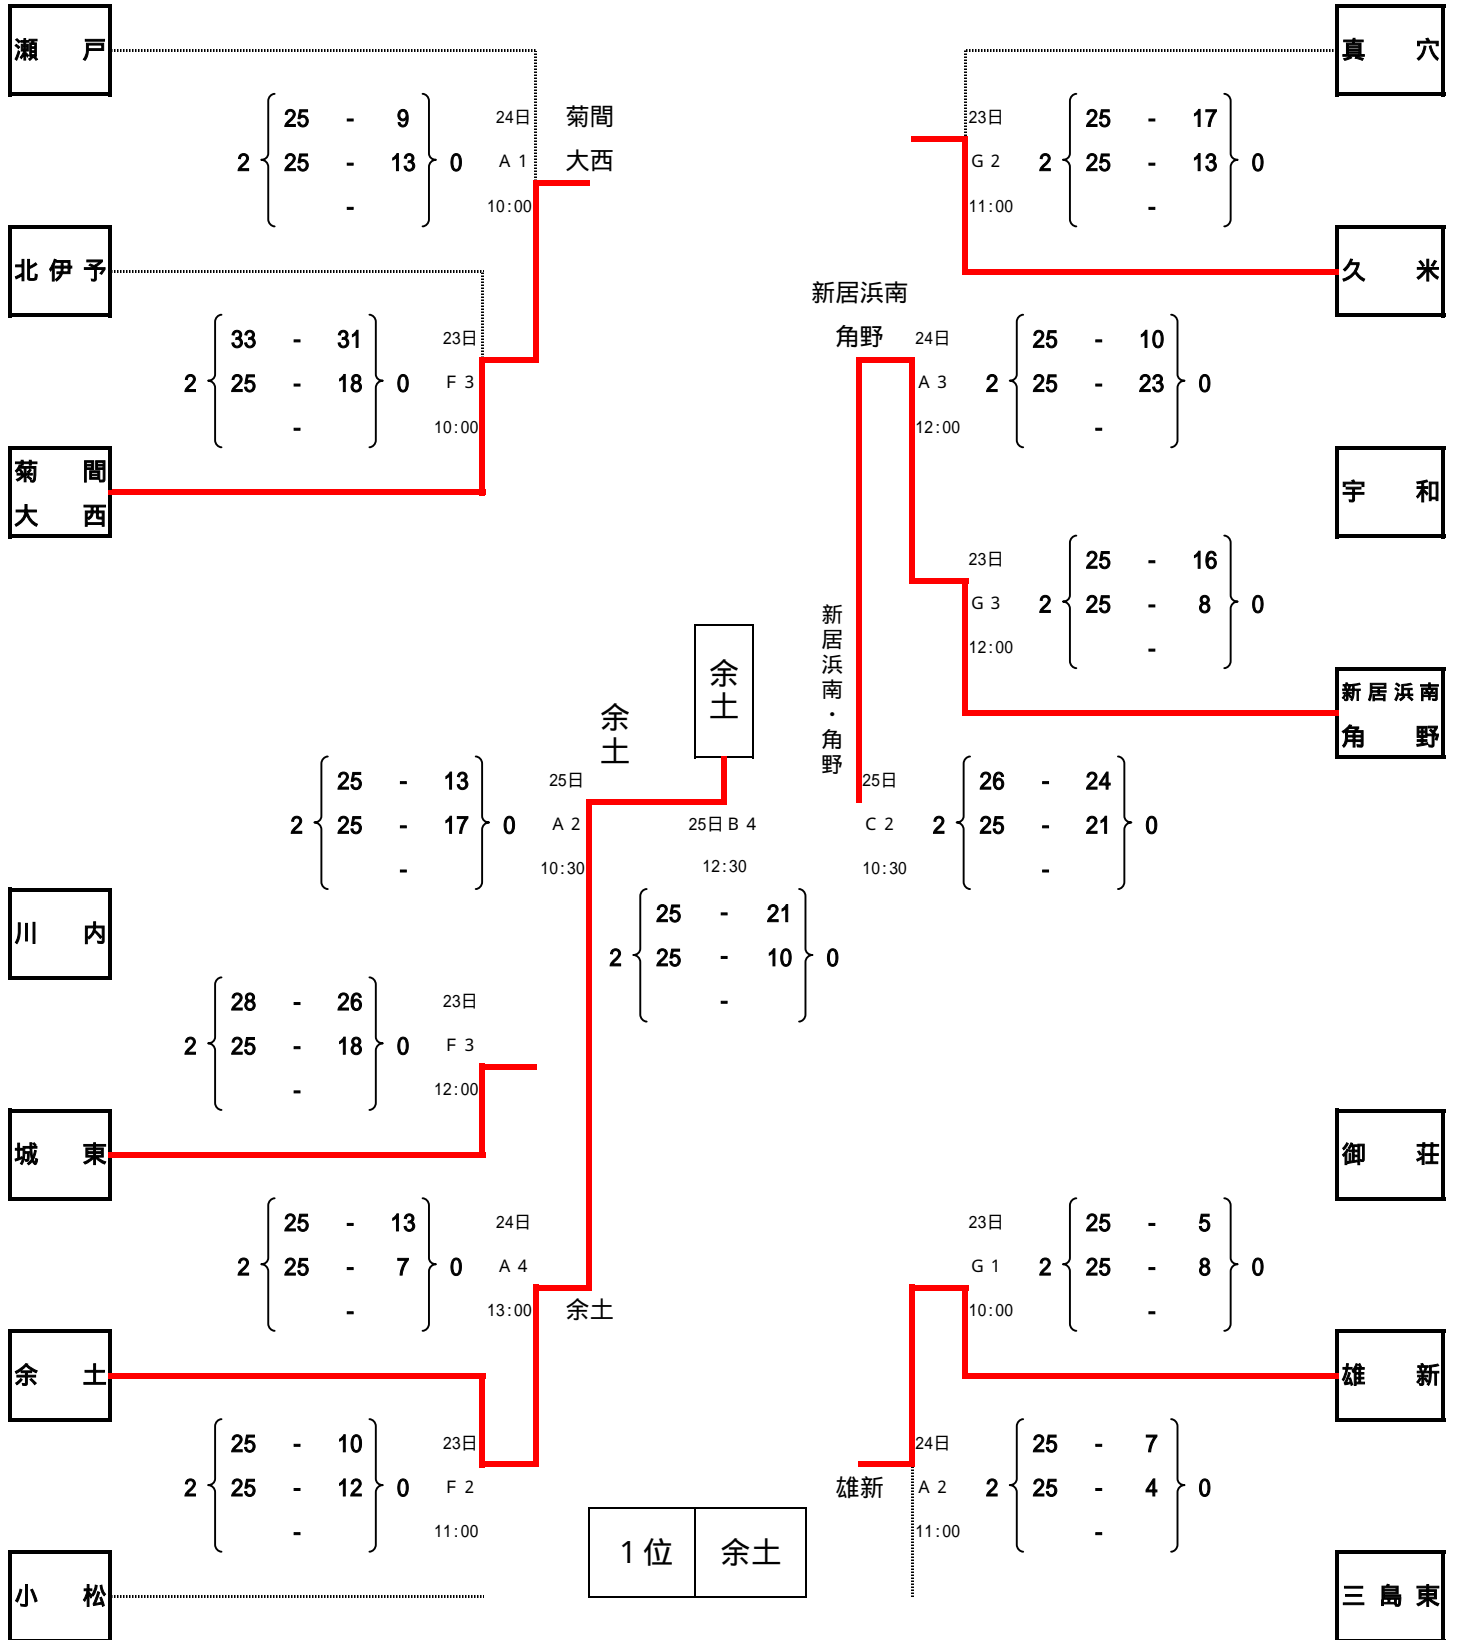 瀬 戸
真 穴
25 - 9
24日
菊間
23日
25 - 17
2 25 - 13 0
A 1
大西
G 2
2 25 - 13 0
-
10:00
11:00
-
北 伊 予
久 米
新居浜南
33 - 31
23日
角野
24日
25 - 10
2 25 - 18 0
F 3
A 3
2 25 - 23 0
-
10:00
12:00
-
菊 間
大 西
宇 和
23日
25 - 16
G 3
2 25 - 8 0
12:00
-
新居浜南・角野
余土
余土
新 居 浜 南
角 野
25 - 13
25日
25日
26 - 24
2 25 - 17 0
A 2
25日 B 4
C 2
2 25 - 21 0
-
10:30
12:30
10:30
-
川 内
25 - 21
2 25 - 10 0
-
28 - 26
23日
2 25 - 18 0
F 3
-
12:00
城 東
御 荘
25 - 13
24日
23日
25 - 5
2 25 - 7 0
A 4
G 1
2 25 - 8 0
-
13:00
余土
10:00
-
余 土
雄 新
25 - 10
23日
24日
25 - 7
2 25 - 12 0
F 2
雄新
A 2
2 25 - 4 0
-
11:00
11:00
-
1 位 余土
小 松
三 島 東